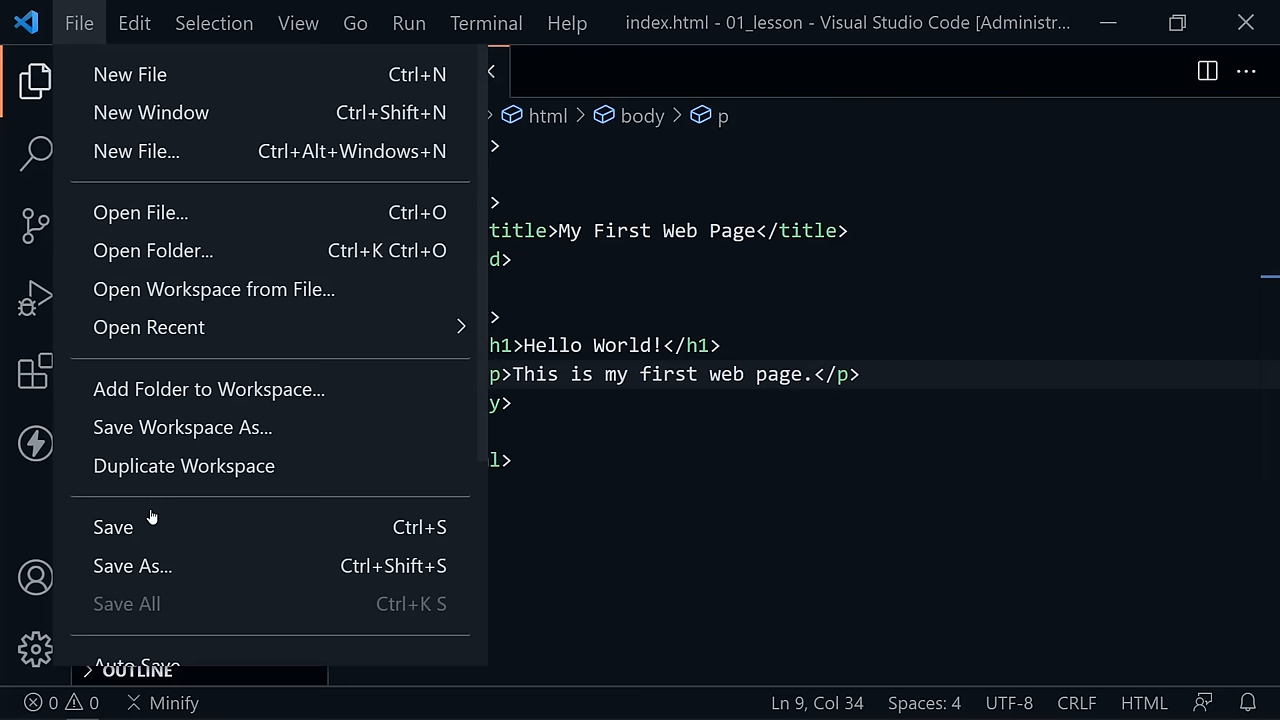 File Edit Selection View Go Run Terminal Help index.html - 01_lesson - Visual Studio Code [Administr...
New File Ctrl+N
New Window Ctrl+Shift+N
html > body > p
New File... Ctrl+Alt+Windows+N
>
>
Open File... Ctrl+O
title>My First Web Page</title>
Open Folder... Ctrl+K Ctrl+O
d>
Open Workspace from File...
>
Open Recent
h1>Hello World!</h1>
p>This is my first web page.</p>
Add Folder to Workspace...
y>
Save Workspace As...
Duplicate Workspace
l>
Save Ctrl+S
Save As... Ctrl+Shift+S
Save All Ctrl+K S
Auto Save
OUTLINE
0 0 Minify Ln 9, Col 34 Spaces: 4 UTF-8 CRLF HTML